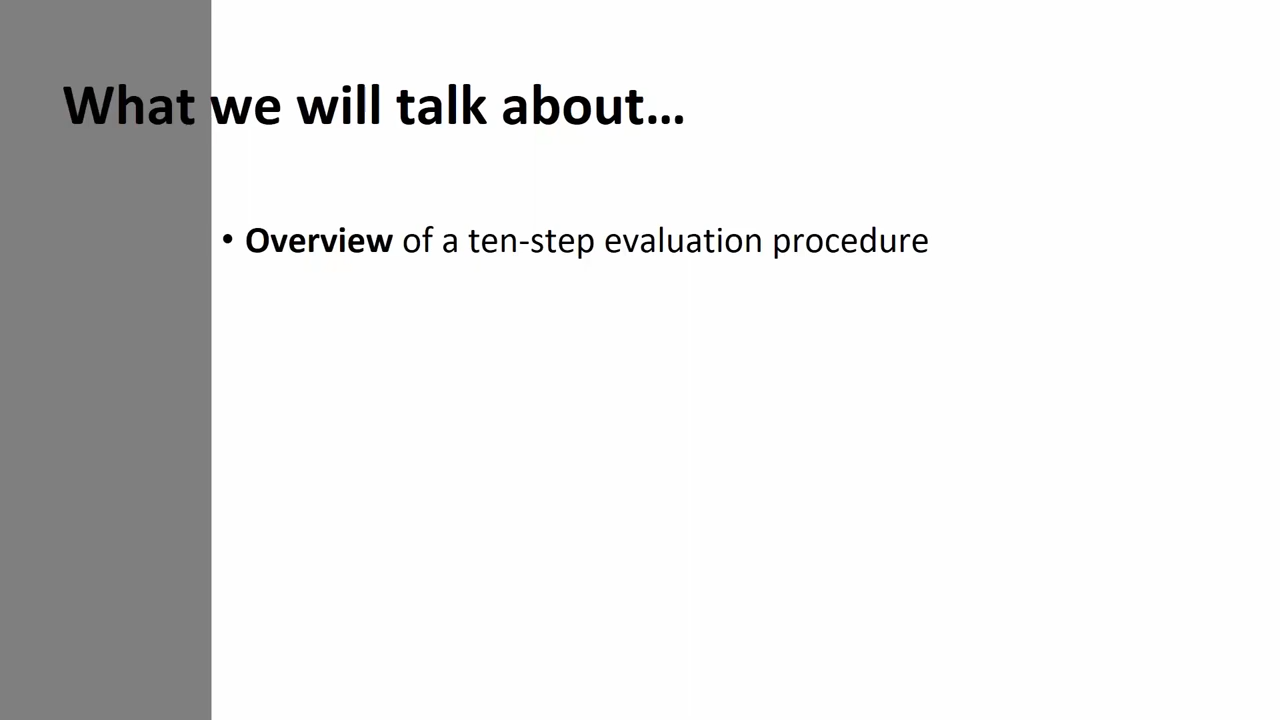 What we will talk about…
• Overview of a ten-step evaluation procedure